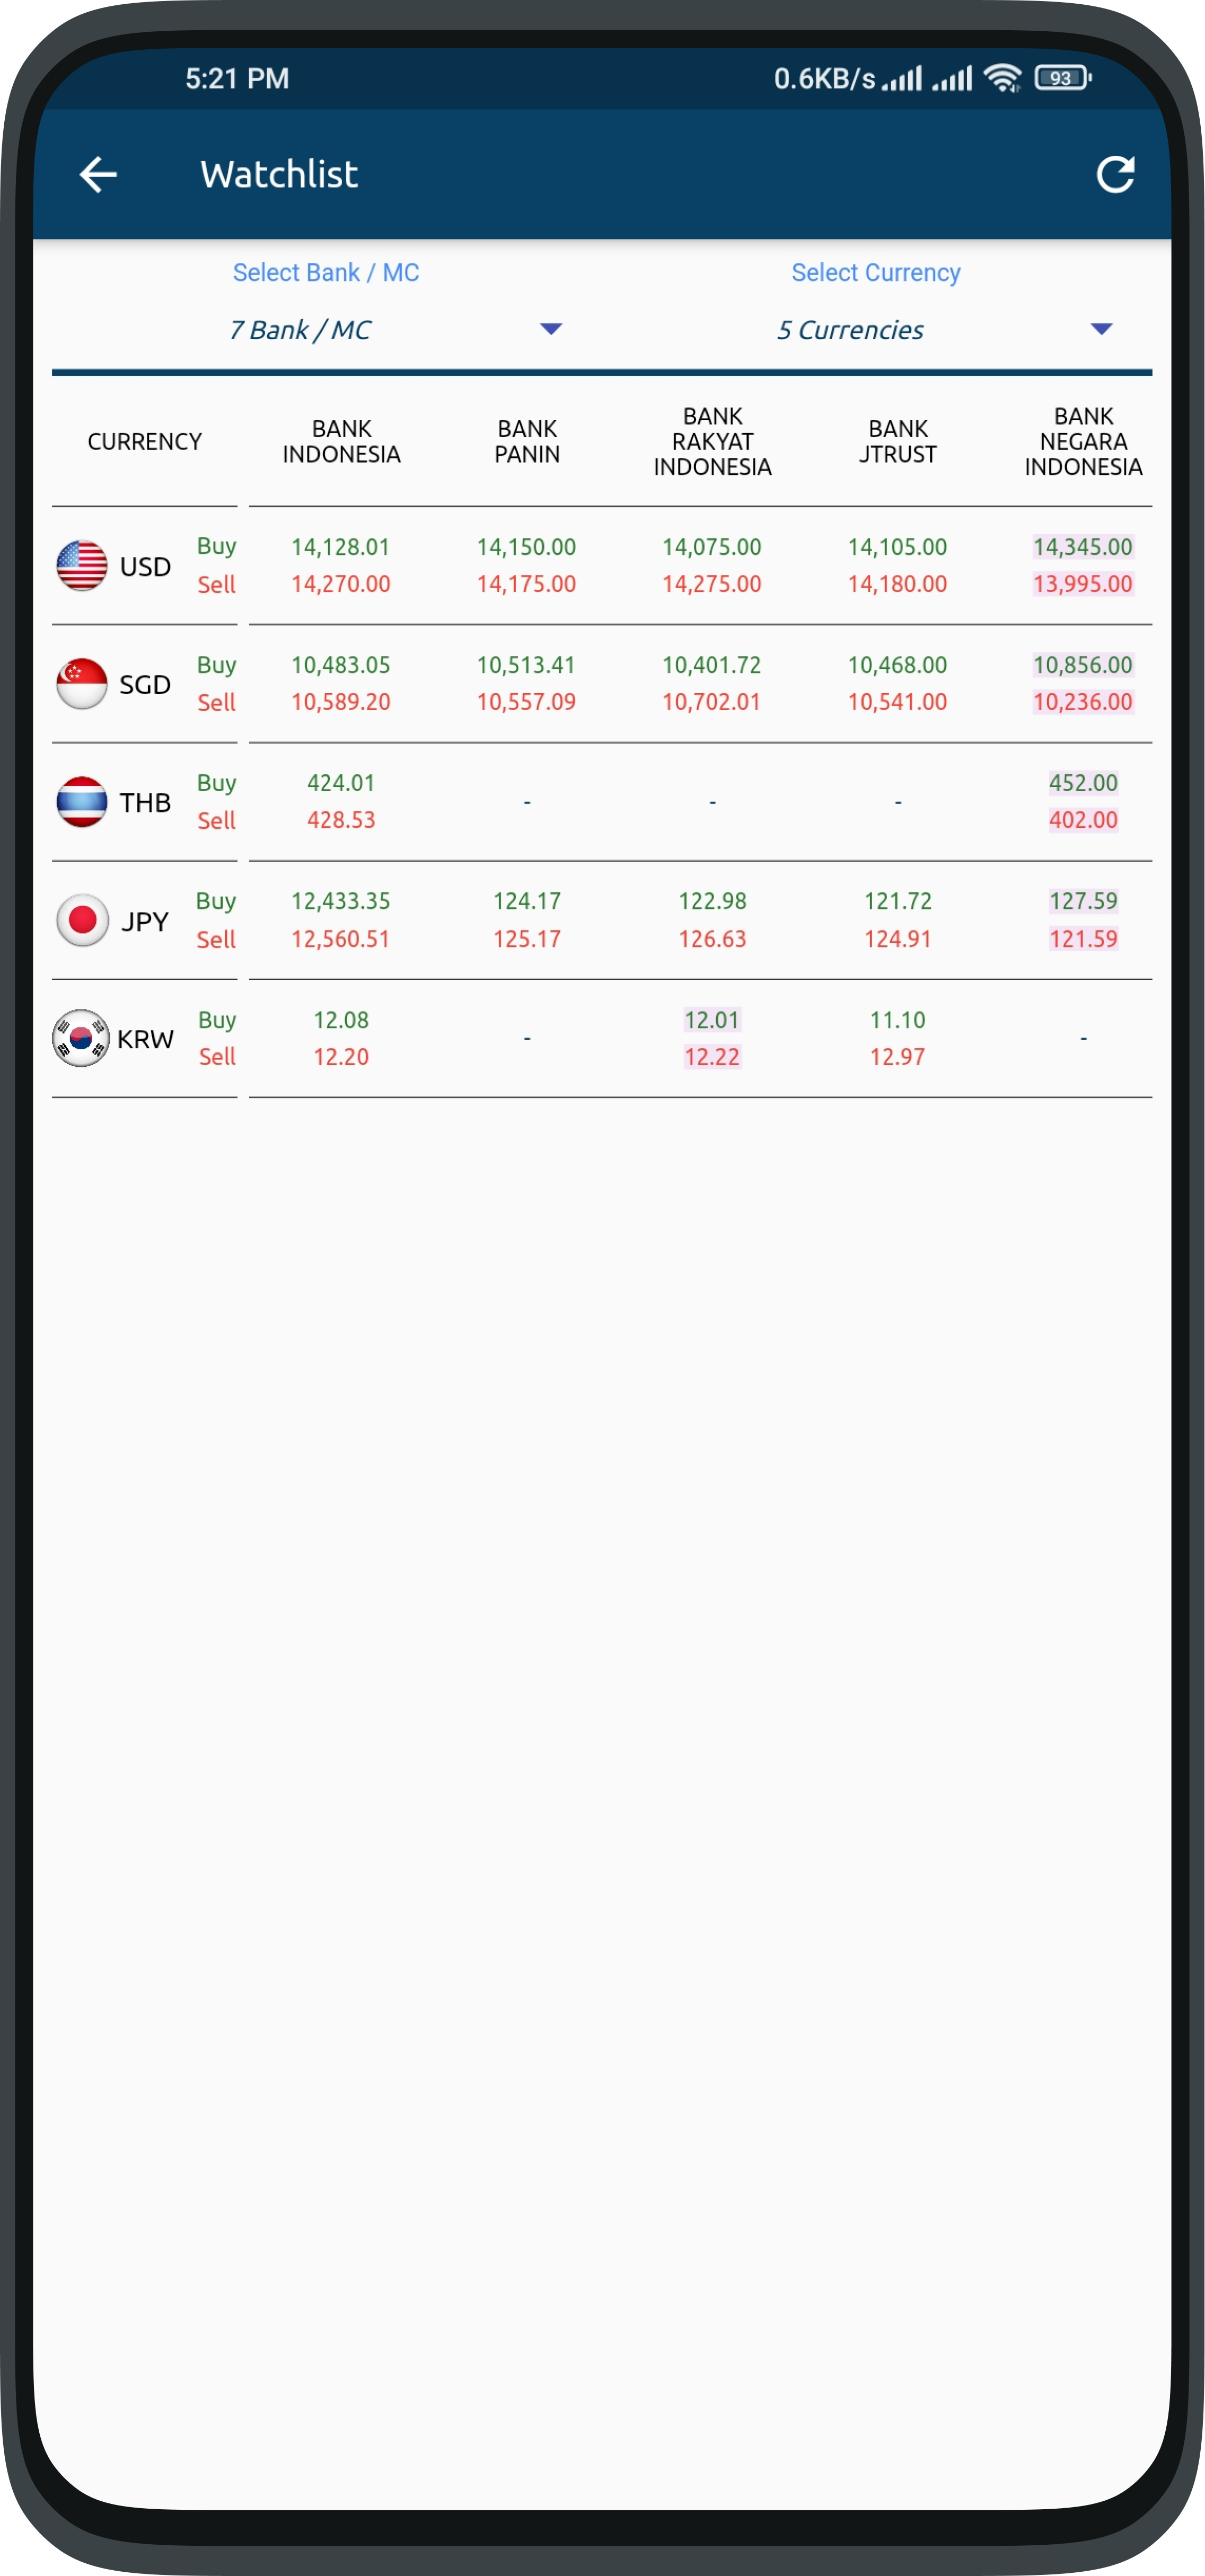 5:21 PM
0.6KB/s
93
Watchlist
Select Bank / MC
Select Currency
7 Bank / MC
5 Currencies
CURRENCY
BANK
INDONESIA
BANK
PANIN
BANK
RAKYAT
INDONESIA
BANK
JTRUST
BANK
NEGARA
INDONESIA
USD
Buy 14,128.01 14,150.00 14,075.00 14,105.00 14,345.00
Sell 14,270.00 14,175.00 14,275.00 14,180.00 13,995.00
SGD
Buy 10,483.05 10,513.41 10,401.72 10,468.00 10,856.00
Sell 10,589.20 10,557.09 10,702.01 10,541.00 10,236.00
THB
Buy 424.01 - - - 452.00
Sell 428.53 402.00
JPY
Buy 12,433.35 124.17 122.98 121.72 127.59
Sell 12,560.51 125.17 126.63 124.91 121.59
KRW
Buy 12.08 - 12.01 11.10 -
Sell 12.20 12.22 12.97